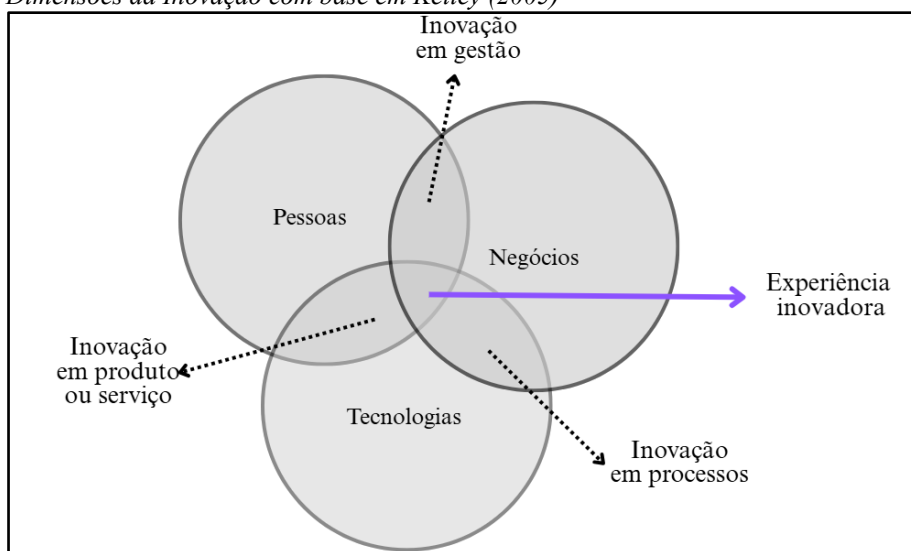 Dimensões da Inovação com base em Kelley (2005)
Inovação
em gestão
Pessoas
Negócios
Experiência
inovadora
Inovação
em produto
ou serviço
Tecnologias
Inovação
em processos